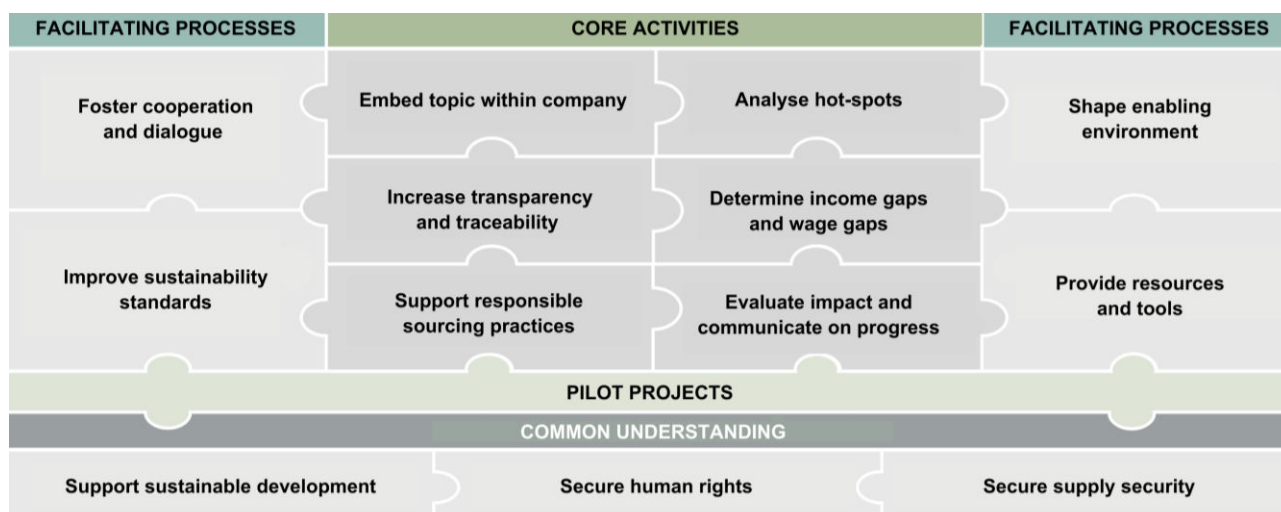 FACILITATING PROCESSES
CORE ACTIVITIES
FACILITATING PROCESSES
Foster cooperation
and dialogue
Embed topic within company
Analyse hot-spots
Shape enabling
environment
Increase transparency
and traceability
Determine income gaps
and wage gaps
Improve sustainability
standards
Support responsible
sourcing practices
Evaluate impact and
communicate on progress
Provide resources
and tools
PILOT PROJECTS
COMMON UNDERSTANDING
Support sustainable development
Secure human rights
Secure supply security